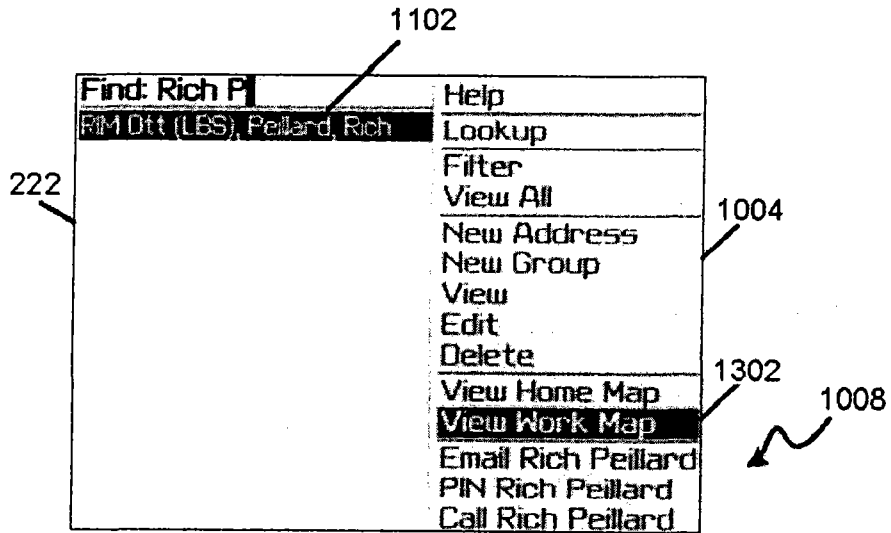 1102
Find: Rich P
RIM Ott (LBS), Peillard, Rich
222
Help
Lookup
Filter
View All
New Address
1004
New Group
View
Edit
Delete
View Home Map
1302
View Work Map
1008
Email Rich Peillard
PIN Rich Peillard
Call Rich Peillard